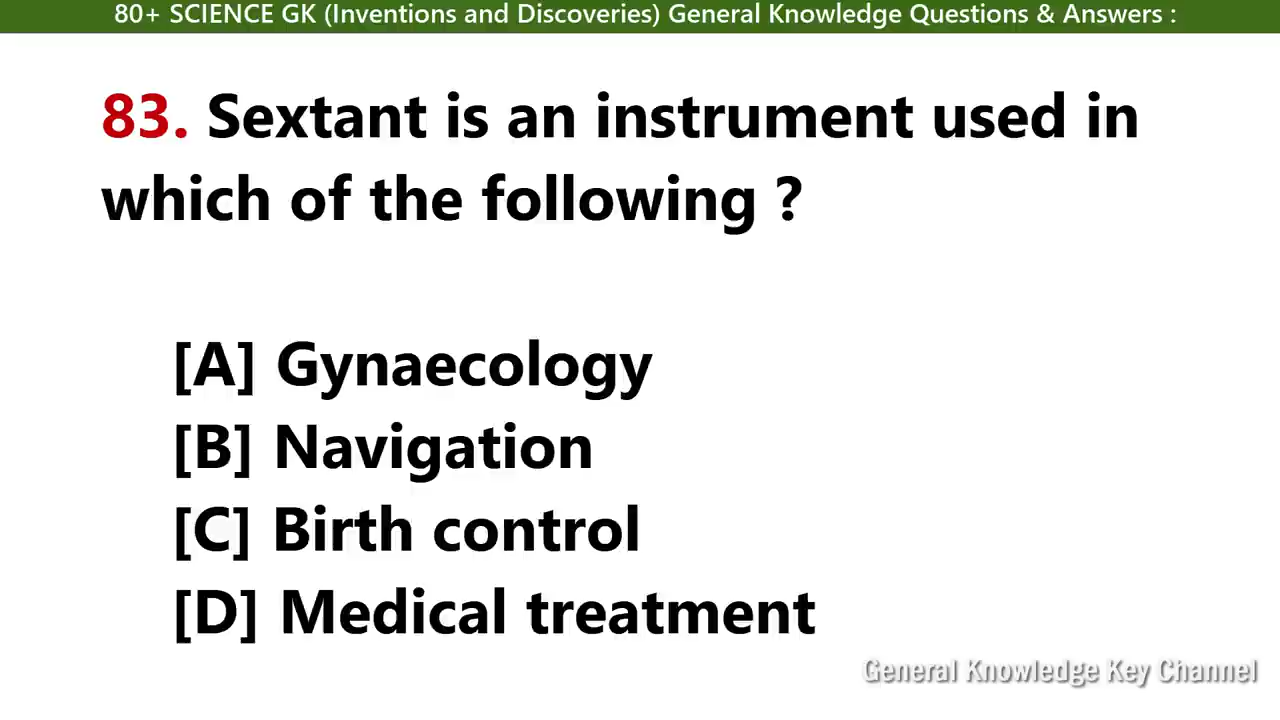 80+ SCIENCE GK (Inventions and Discoveries) General Knowledge Questions & Answers :
83. Sextant is an instrument used in
which of the following ?
[A] Gynaecology
[B] Navigation
[C] Birth control
[D] Medical treatment
General Knowledge Key Channel